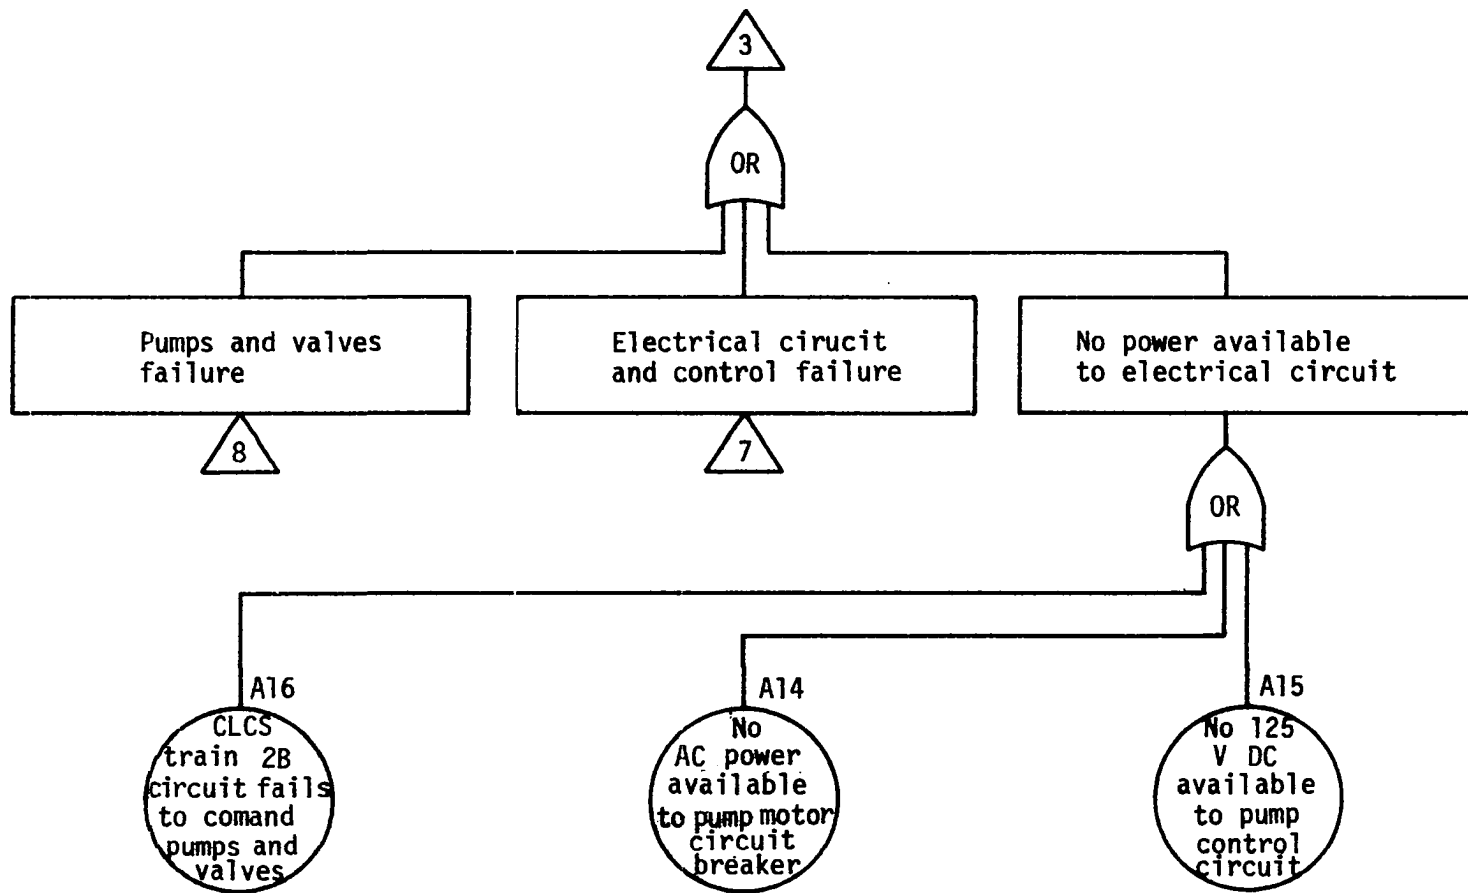 3
OR
Pumps and valves
failure
Electrical cirucit
and control failure
No power available
to electrical circuit
8
7
OR
A16
CLCS
train 2B
circuit fails
to comand
pumps and
valves
A14
No
AC power
available
to pump motor
circuit
breaker
A15
No 125
V DC
available
to pump
control
circuit